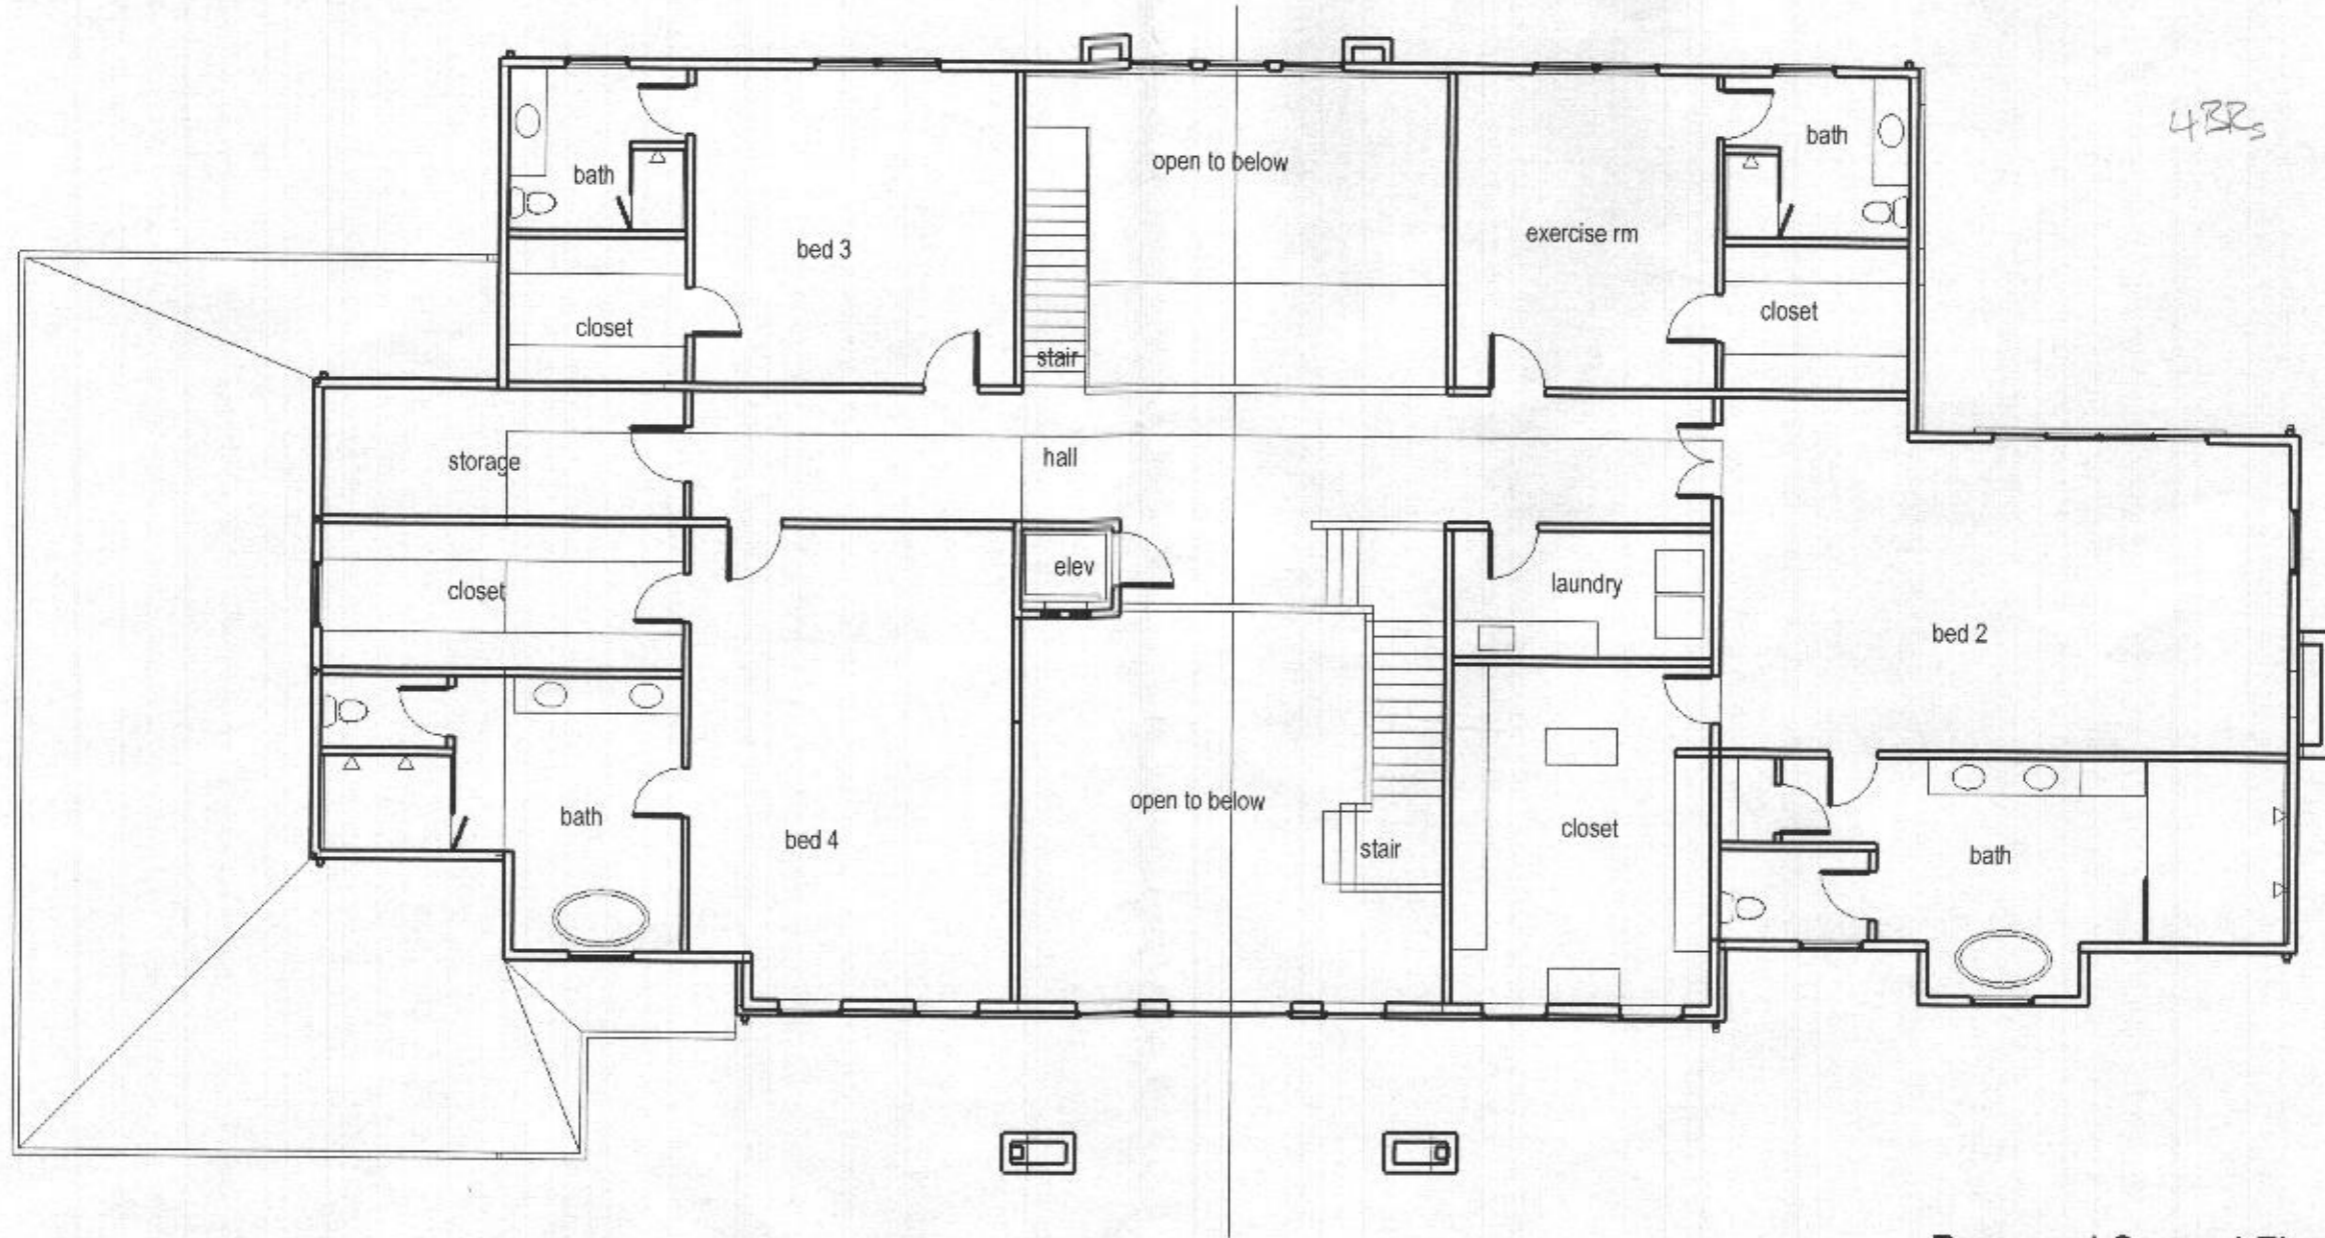 4BRs
bath
open to below
bath
exercise rm
bed 3
closet
closet
stair
storage
hall
elev
laundry
closet
bed 2
open to below
bath
closet
bed 4
stair
bath